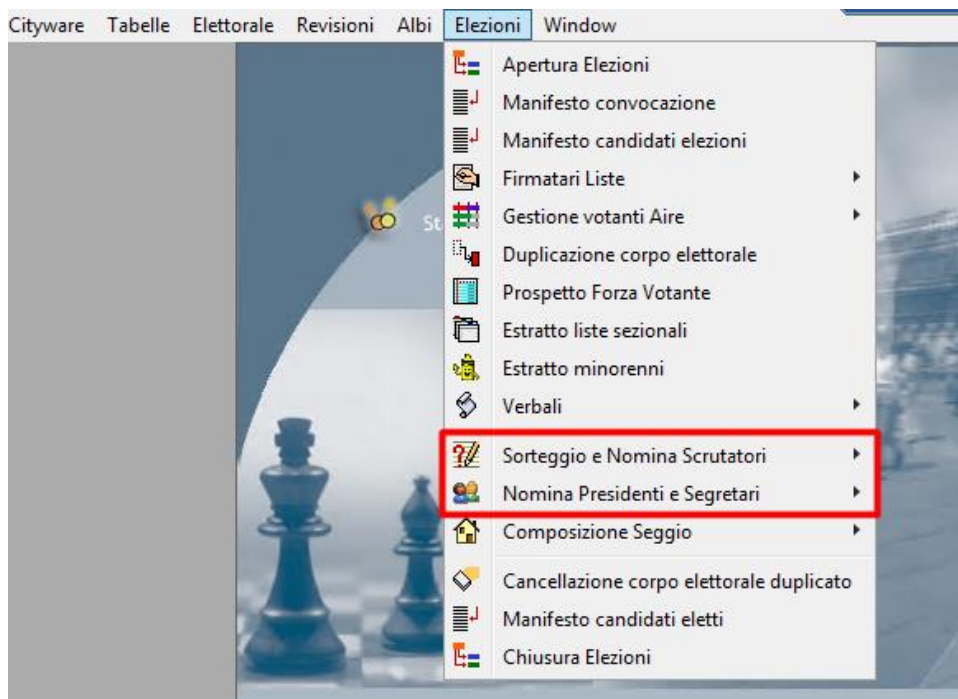 Cityware Tabelle Elettorale Revisioni Albi Elezioni Window
Apertura Elezioni
Manifesto convocazione
Manifesto candidati elezioni
Firmatari Liste
St
Gestione votanti Aire
Duplicazione corpo elettorale
Prospetto Forza Votante
Estratto liste sezionali
Estratto minorenni
Verbali
Sorteggio e Nomina Scrutatori
Nomina Presidenti e Segretari
Composizione Seggio
Cancellazione corpo elettorale duplicato
Manifesto candidati eletti
Chiusura Elezioni